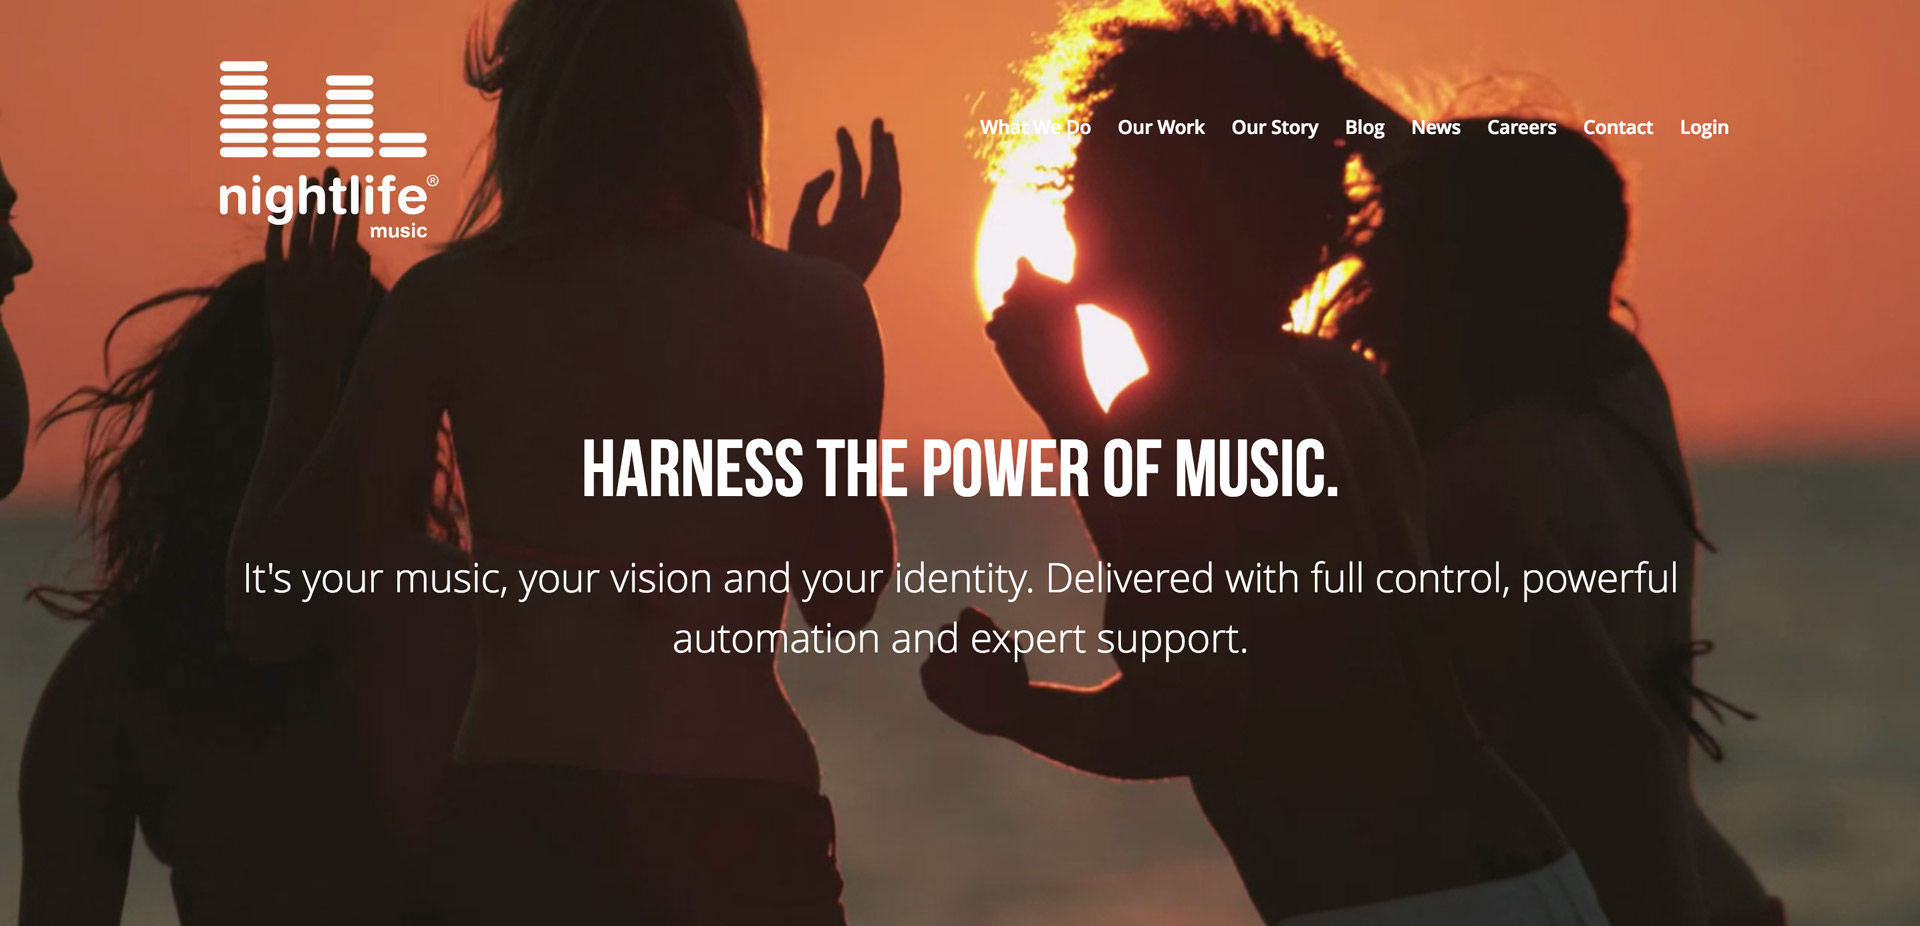 nightlife®
music
What We Do Our Work Our Story Blog News Careers Contact Login
HARNESS THE POWER OF MUSIC.
It's your music, your vision and your identity. Delivered with full control, powerful
automation and expert support.